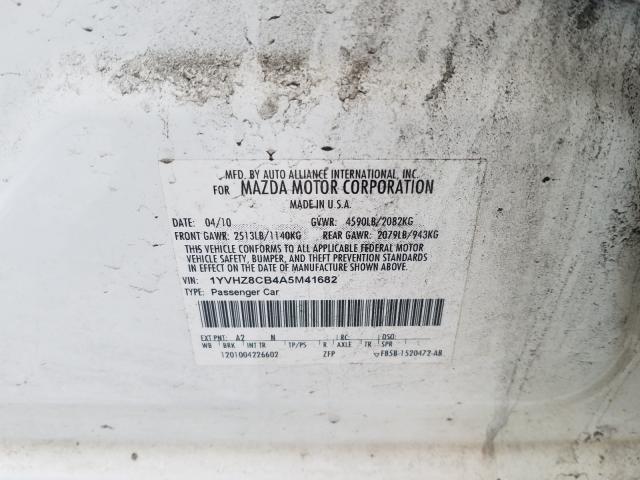 MFD. BY AUTO ALLIANCE INTERNATIONAL, INC.
FOR MAZDA MOTOR CORPORATION
MADE IN U.S.A.
DATE: 04/10 GVWR: 4590LB/2082KG
FRONT GAWR: 2513LB/1140KG REAR GAWR: 2079LB/943KG
THIS VEHICLE CONFORMS TO ALL APPLICABLE FEDERAL MOTOR
VEHICLE SAFETY, BUMPER, AND THEFT PREVENTION STANDARDS
IN EFFECT ON THE DATE OF MANUFACTURE SHOWN ABOVE.
VIN: 1YVHZ8CB4A5M41682
TYPE: Passenger Car
EXT PNT: A2 N RC: DSO:
WB BRK INT TR TP/PS R AXLE TR SPR
1201004226602 ZFP F85B-1520472-AB